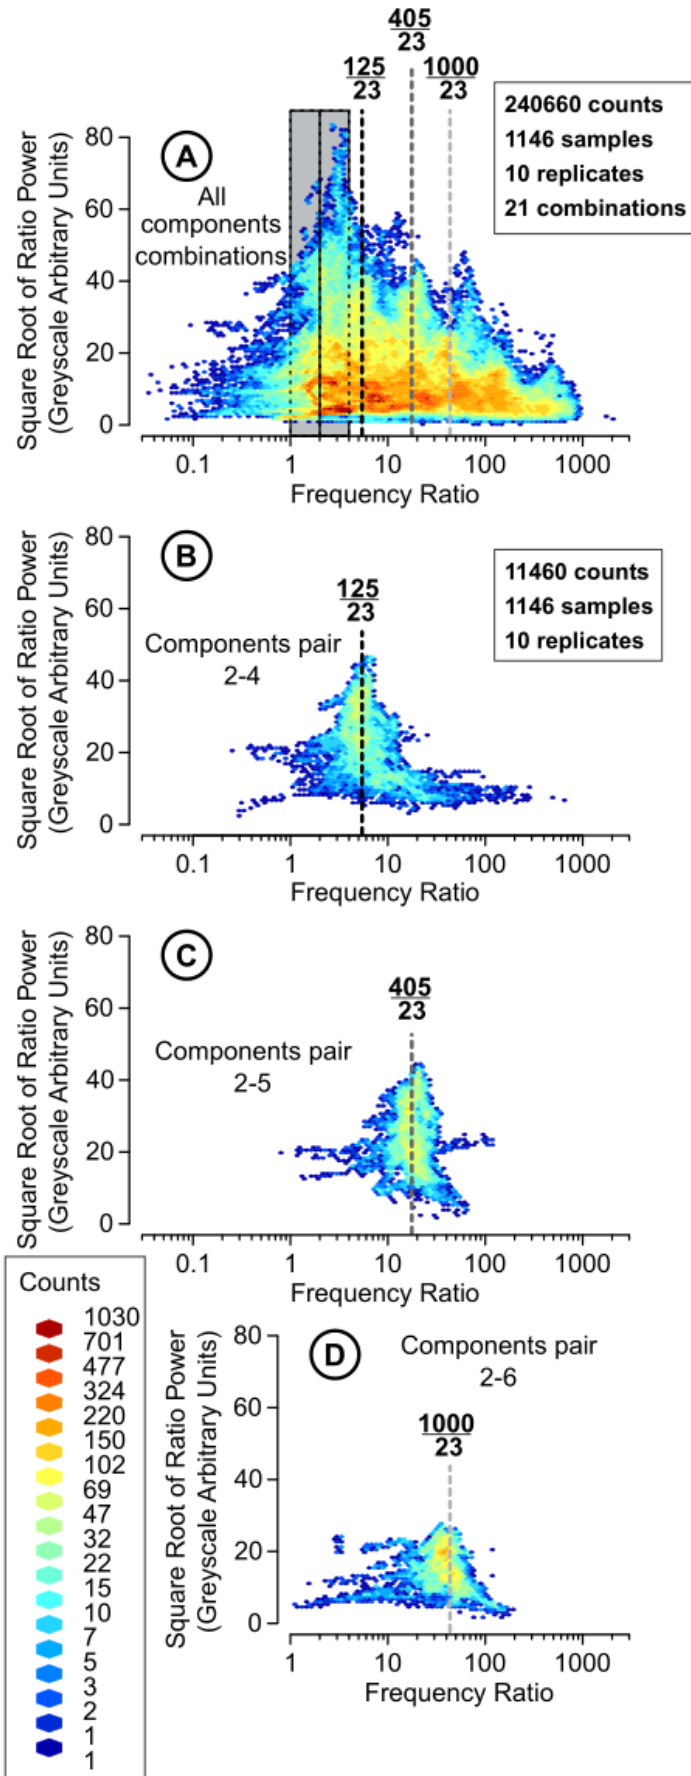 405
23
125
23
1000
23
240660 counts
1146 samples
10 replicates
21 combinations
A
All
components
combinations
Square Root of Ratio Power
(Greyscale Arbitrary Units)
80
60
40
20
0
0.1 1 10 100 1000
Frequency Ratio
B
125
23
11460 counts
1146 samples
10 replicates
Components pair
2-4
Square Root of Ratio Power
(Greyscale Arbitrary Units)
80
60
40
20
0
0.1 1 10 100 1000
Frequency Ratio
C
405
23
Components pair
2-5
Square Root of Ratio Power
(Greyscale Arbitrary Units)
80
60
40
20
0
0.1 1 10 100 1000
Frequency Ratio
Counts
1030
701
477
324
220
150
102
69
47
32
22
15
10
7
5
3
2
1
1
D
Components pair
2-6
1000
23
Square Root of Ratio Power
(Greyscale Arbitrary Units)
80
60
40
20
0
1 10 100 1000
Frequency Ratio